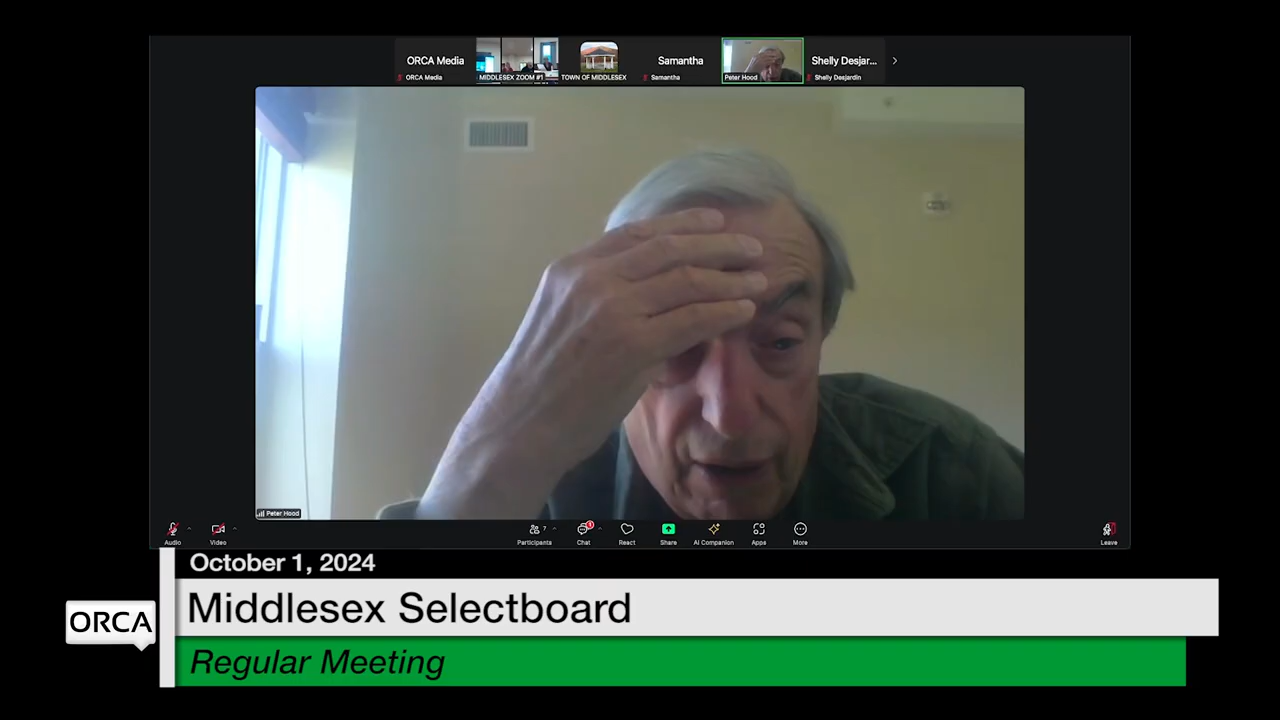 ORCA Media
Samantha
Shelly Desjar...
ORCA Media
MIDDLESEX ZOOM #1
TOWN OF MIDDLESEX
Samantha
Peter Hood
Shelly Desjardin
Peter Hood
Audio
Video
Participants
7
Chat
1
React
Share
AI Companion
Apps
More
Leave
October 1, 2024
Middlesex Selectboard
ORCA
Regular Meeting